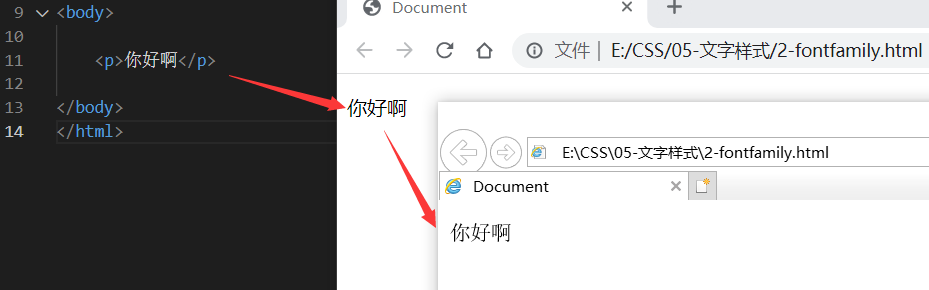 9 <body>
10
11 <p>你好啊</p>
12
13 </body>
14 </html>
Document
文件 | E:/CSS/05-文字样式/2-fontfamily.html
你好啊
E:\CSS\05-文字样式\2-fontfamily.html
Document
你好啊